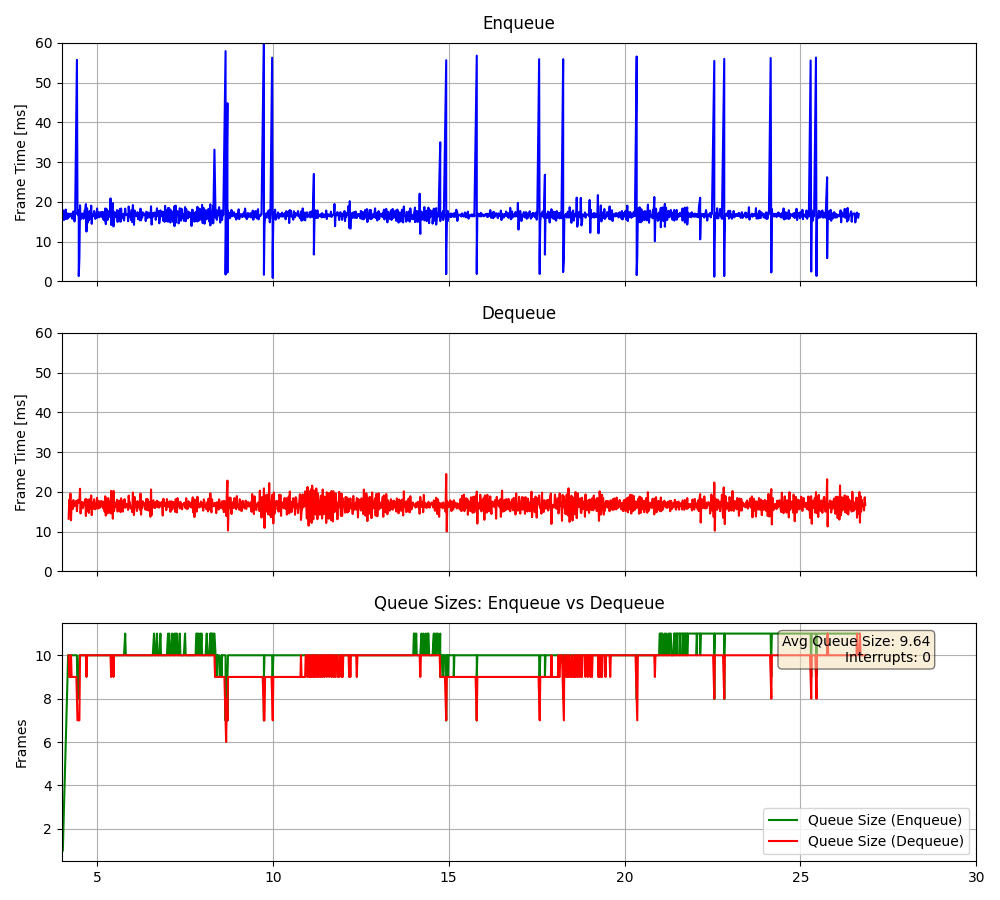 Enqueue
Frame Time [ms]
60
50
40
30
20
10
0
Dequeue
Frame Time [ms]
60
50
40
30
20
10
0
Queue Sizes: Enqueue vs Dequeue
Frames
10
8
6
4
2
Avg Queue Size: 9.64
Interrupts: 0
Queue Size (Enqueue)
Queue Size (Dequeue)
5 10 15 20 25 30